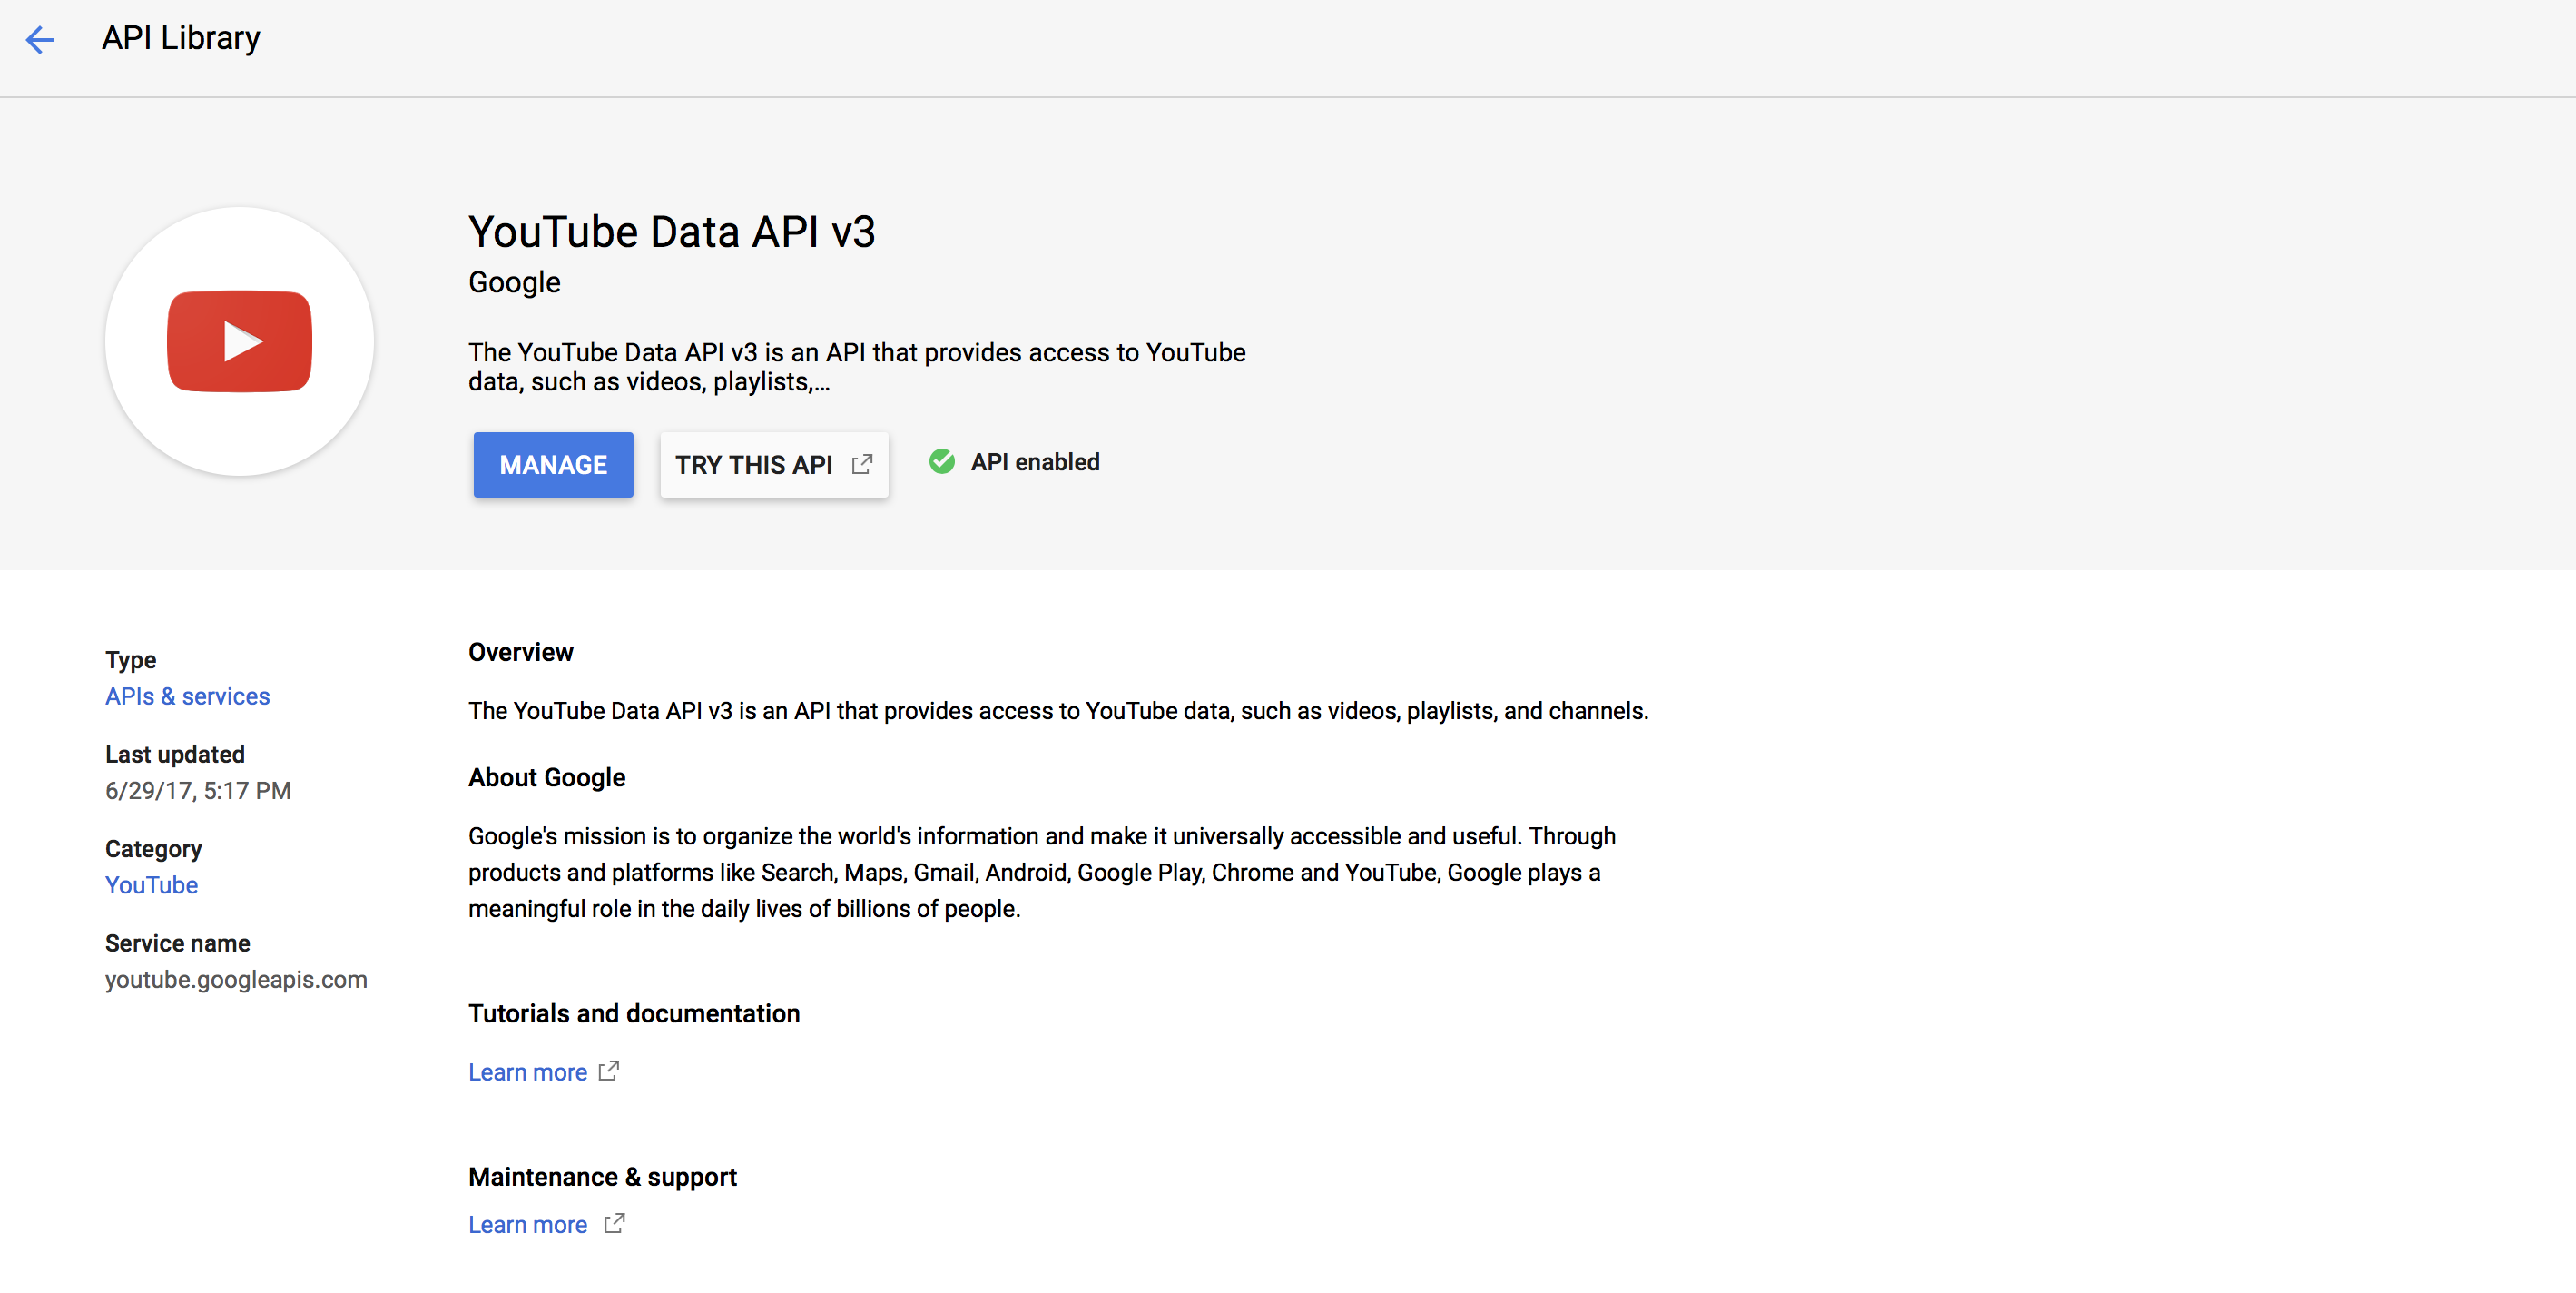 API Library
YouTube Data API v3
Google
The YouTube Data API v3 is an API that provides access to YouTube
data, such as videos, playlists,...
MANAGE
TRY THIS API
API enabled
Type
APIs & services
Last updated
6/29/17, 5:17 PM
Category
YouTube
Service name
youtube.googleapis.com
Overview
The YouTube Data API v3 is an API that provides access to YouTube data, such as videos, playlists, and channels.
About Google
Google's mission is to organize the world's information and make it universally accessible and useful. Through
products and platforms like Search, Maps, Gmail, Android, Google Play, Chrome and YouTube, Google plays a
meaningful role in the daily lives of billions of people.
Tutorials and documentation
Learn more
Maintenance & support
Learn more